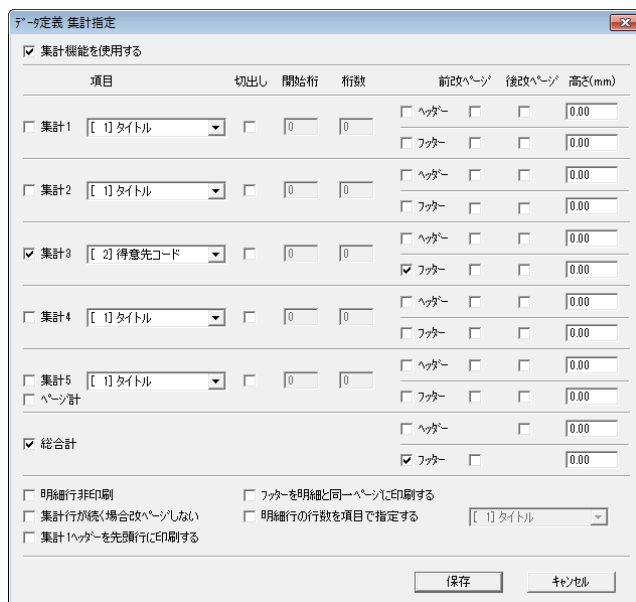 データ定義 集計指定
集計機能を使用する
項目 切出し 開始桁 桁数 前改ページ 後改ページ 高さ(mm)
ヘッダー 0.00
集計1 [ 1] タイトル 0 0
フッター 0.00
ヘッダー 0.00
集計2 [ 1] タイトル 0 0
フッター 0.00
ヘッダー 0.00
集計3 [ 2] 得意先コード 0 0
フッター 0.00
ヘッダー 0.00
集計4 [ 1] タイトル 0 0
フッター 0.00
ヘッダー 0.00
集計5 [ 1] タイトル 0 0
ページ計 フッター 0.00
ヘッダー 0.00
総合計
フッター 0.00
明細行非印刷 フッターを明細と同一ページに印刷する
集計行が続く場合改ページしない 明細行の行数を項目で指定する [ 1] タイトル
集計1ヘッダーを先頭行に印刷する
保存 キャンセル